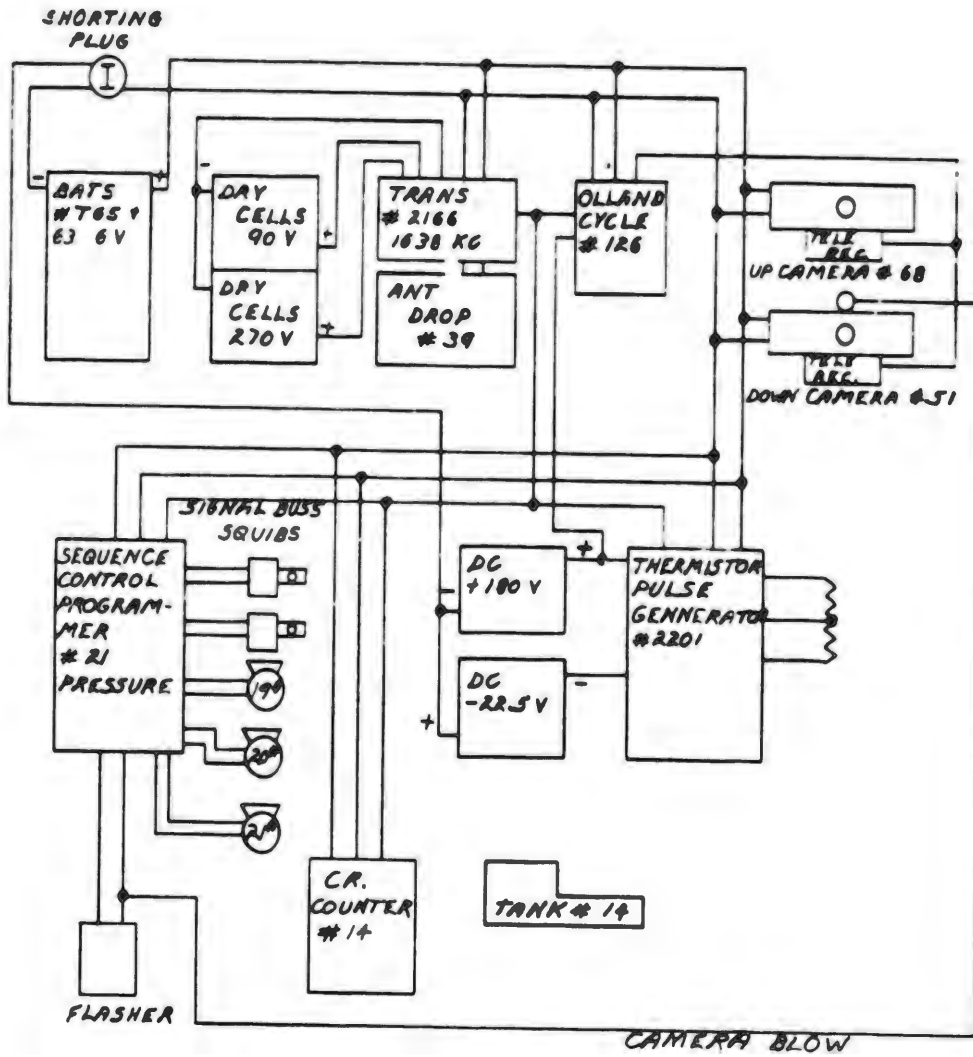 SHORTING
PLUG
- BATS +
# T65 +
63 6V
- DRY
CELLS
90 V +
DRY
CELLS
270 V +
TRANS
# 2166
1638 KC
ANT
DROP
# 39
OLLAND
CYCLE
# 126
TELE
REC.
UP CAMERA # 68
TELE
REC.
DOWN CAMERA # 51
SIGNAL BUSS
SQUIBS
SEQUENCE
CONTROL
PROGRAM-
MER
# 21
PRESSURE
19#
20#
21#
DC +
+180 V
-
DC
-22.5 V -
+
THERMISTOR
PULSE
GENNERATOR
#2201
C.R.
COUNTER
# 14
TANK # 14
FLASHER
CAMERA BLOW